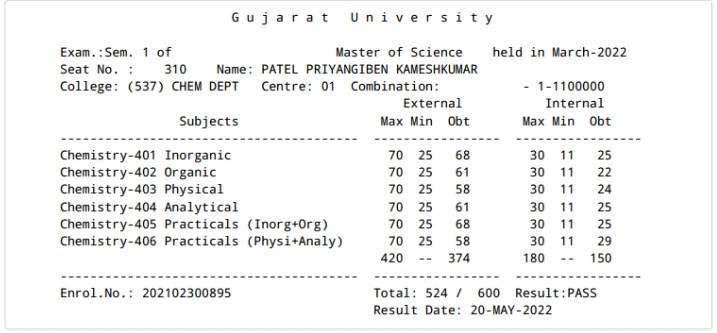 Gujarat University
Exam.:Sem. 1 of Master of Science held in March-2022
Seat No. : 310 Name: PATEL PRIYANGIBEN KAMESHKUMAR
College: (537) CHEM DEPT Centre: 01 Combination: - 1-1100000
External Internal
Subjects Max Min Obt Max Min Obt
Chemistry-401 Inorganic 70 25 68 30 11 25
Chemistry-402 Organic 70 25 61 30 11 22
Chemistry-403 Physical 70 25 58 30 11 24
Chemistry-404 Analytical 70 25 61 30 11 25
Chemistry-405 Practicals (Inorg+Org) 70 25 68 30 11 25
Chemistry-406 Practicals (Physi+Analy) 70 25 58 30 11 29
420 -- 374 180 -- 150
Enrol.No.: 202102300895 Total: 524 / 600 Result:PASS
Result Date: 20-MAY-2022